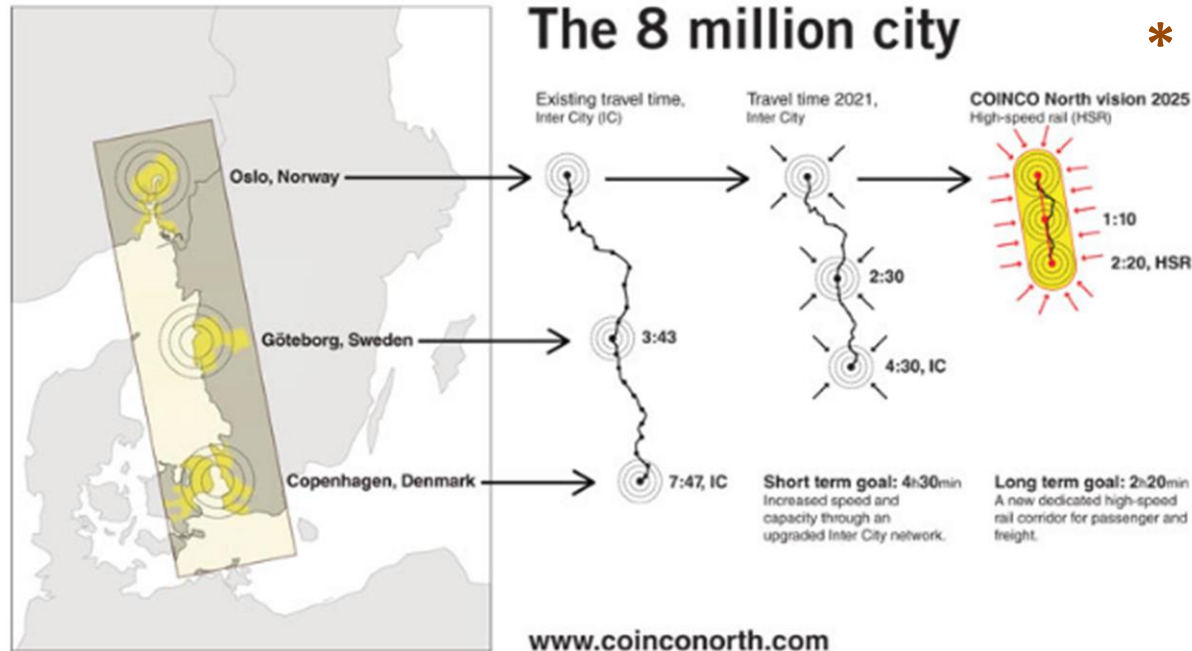 The 8 million city
*
Existing travel time,
Inter City (IC)
Travel time 2021,
Inter City
COINCO North vision 2025
High-speed rail (HSR)
Oslo, Norway
1:10
2:20, HSR
2:30
Göteborg, Sweden
3:43
4:30, IC
Copenhagen, Denmark
7:47, IC
Short term goal: 4h30min
Increased speed and
capacity through an
upgraded Inter City network.
Long term goal: 2h20min
A new dedicated high-speed
rail corridor for passenger and
freight.
www.coinconorth.com